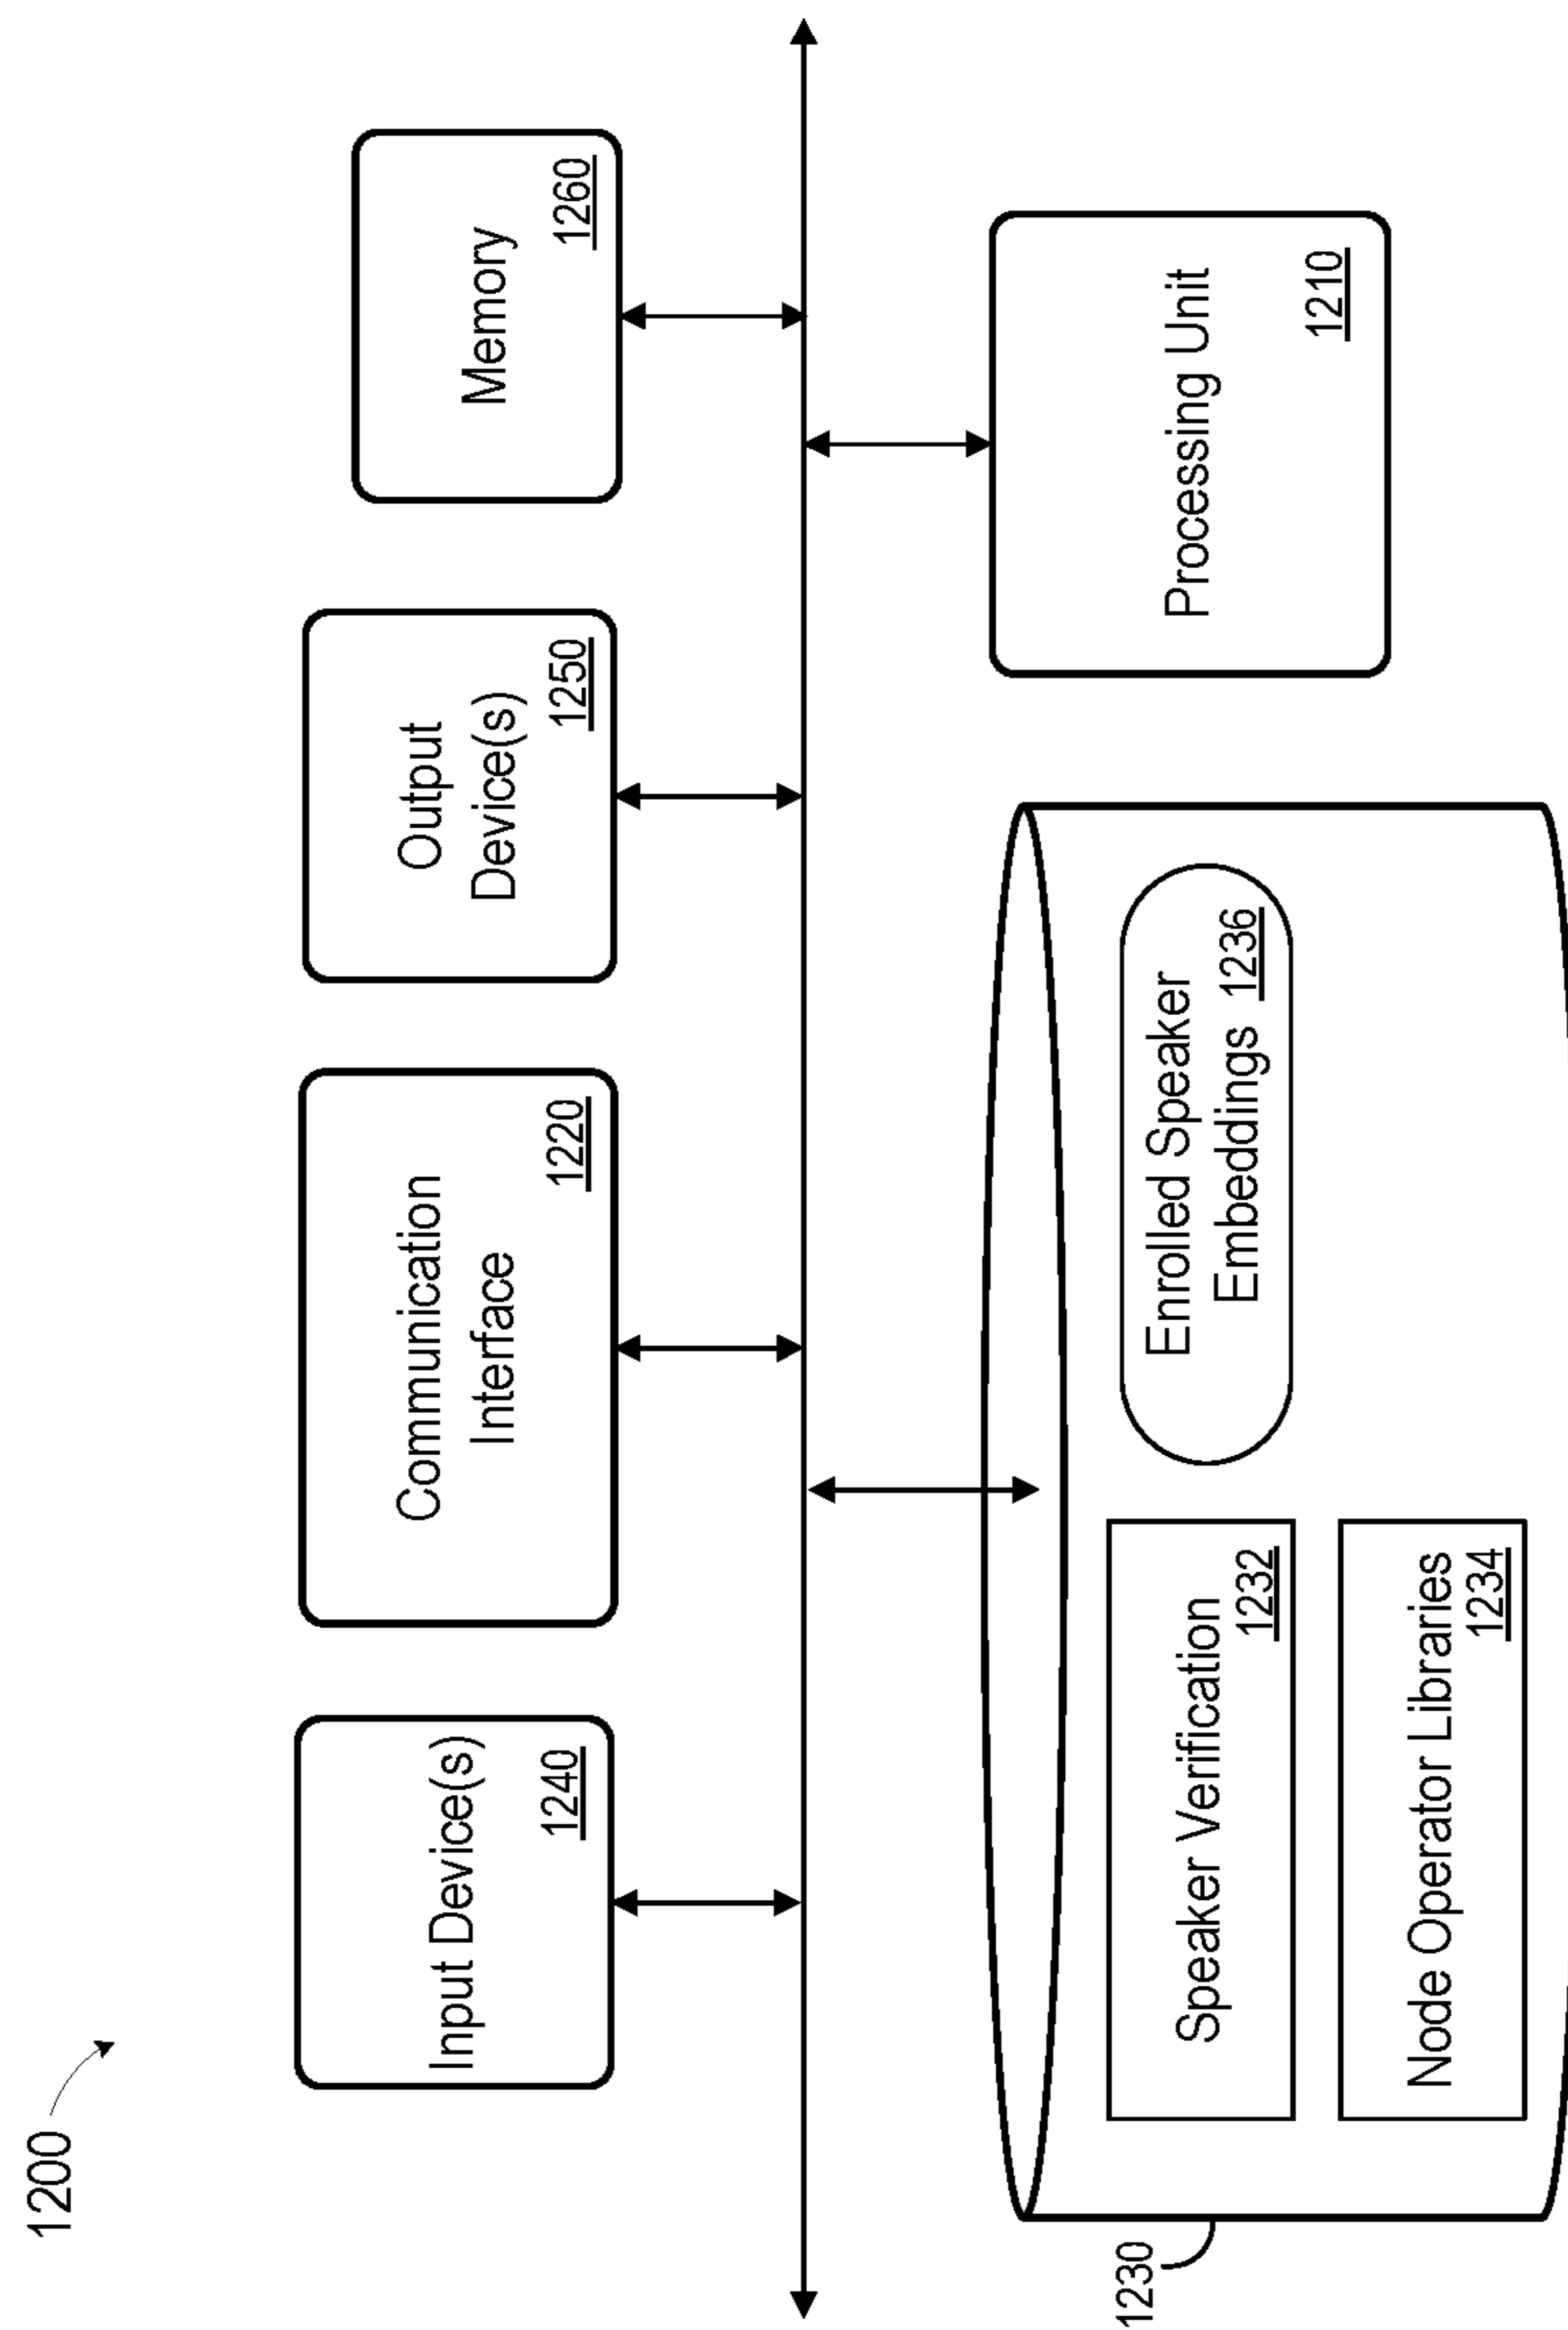 1200
Input Device(s)
1240
Communication
Interface
1220
Output
Device(s)
1250
Memory
1260
1230
Speaker Verification
1232
Node Operator Libraries
1234
Enrolled Speaker
Embeddings 1236
Processing Unit
1210